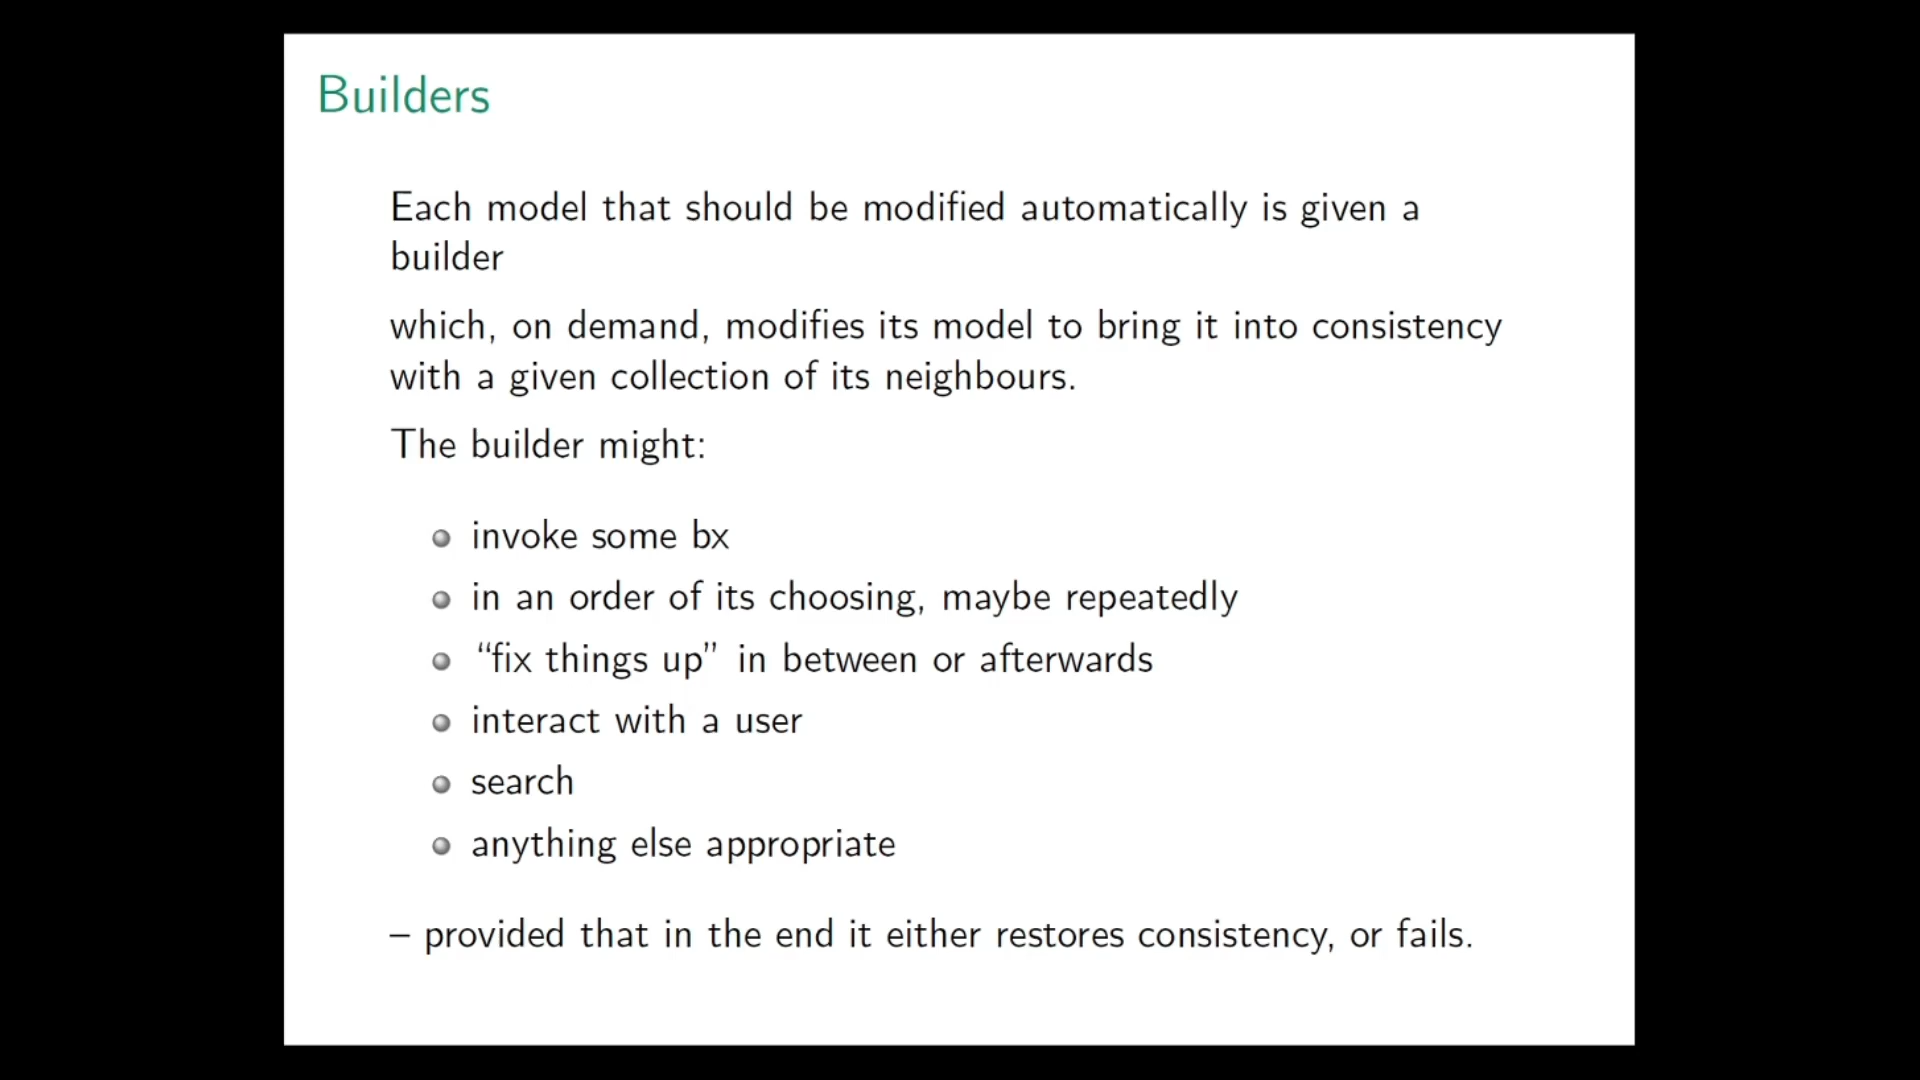 Builders
Each model that should be modified automatically is given a
builder
which, on demand, modifies its model to bring it into consistency
with a given collection of its neighbours.
The builder might:
invoke some bx
in an order of its choosing, maybe repeatedly
“fix things up” in between or afterwards
interact with a user
search
anything else appropriate
– provided that in the end it either restores consistency, or fails.